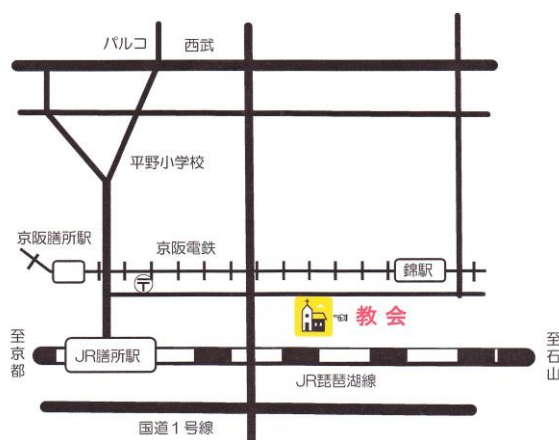 パルコ
西武
平野小学校
京阪膳所駅
京阪電鉄
錦駅
〒
教会
至京都
JR膳所駅
JR琵琶湖線
至石山
国道1号線